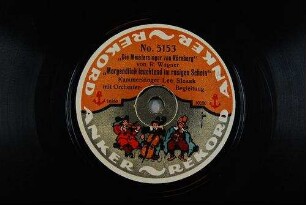 ANKER-REKORD
ANKER-REKORD
No. 5153
„Die Meistersinger von Nürnberg“
von R. Wagner
„Morgendlich leuchtend im rosigen Schein“
Kammersänger Leo Slezak
mit Orchester Begleitung